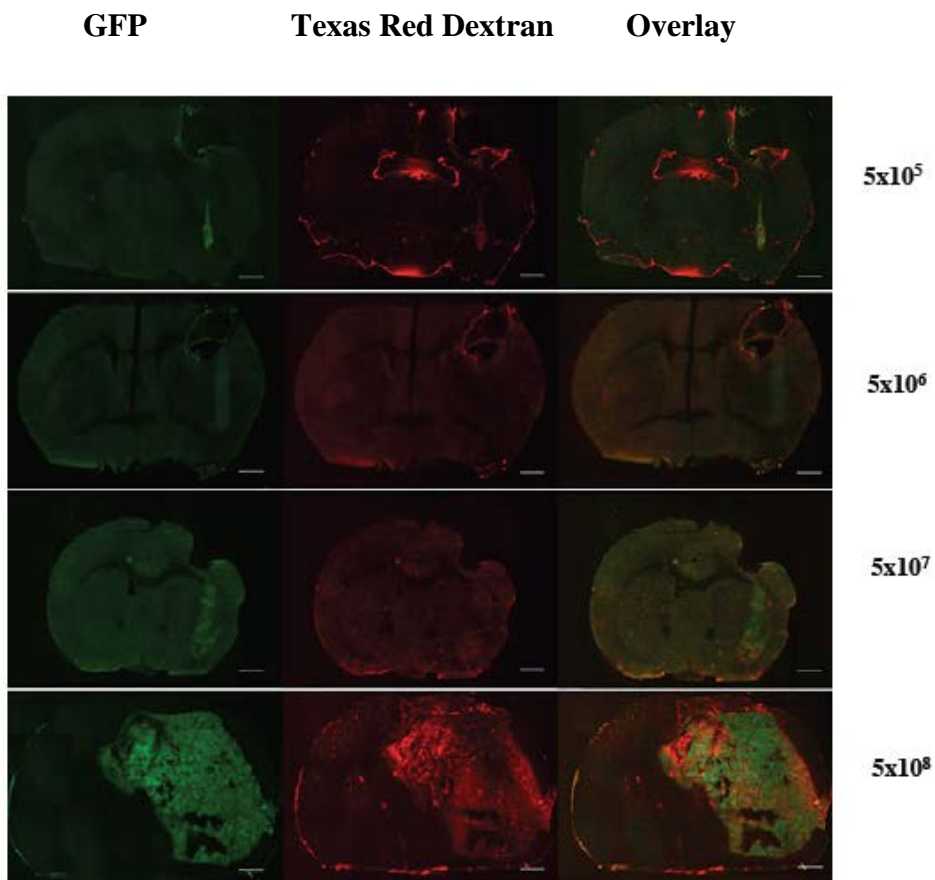 GFP Texas Red Dextran Overlay
5x10⁵
5x10⁶
5x10⁷
5x10⁸